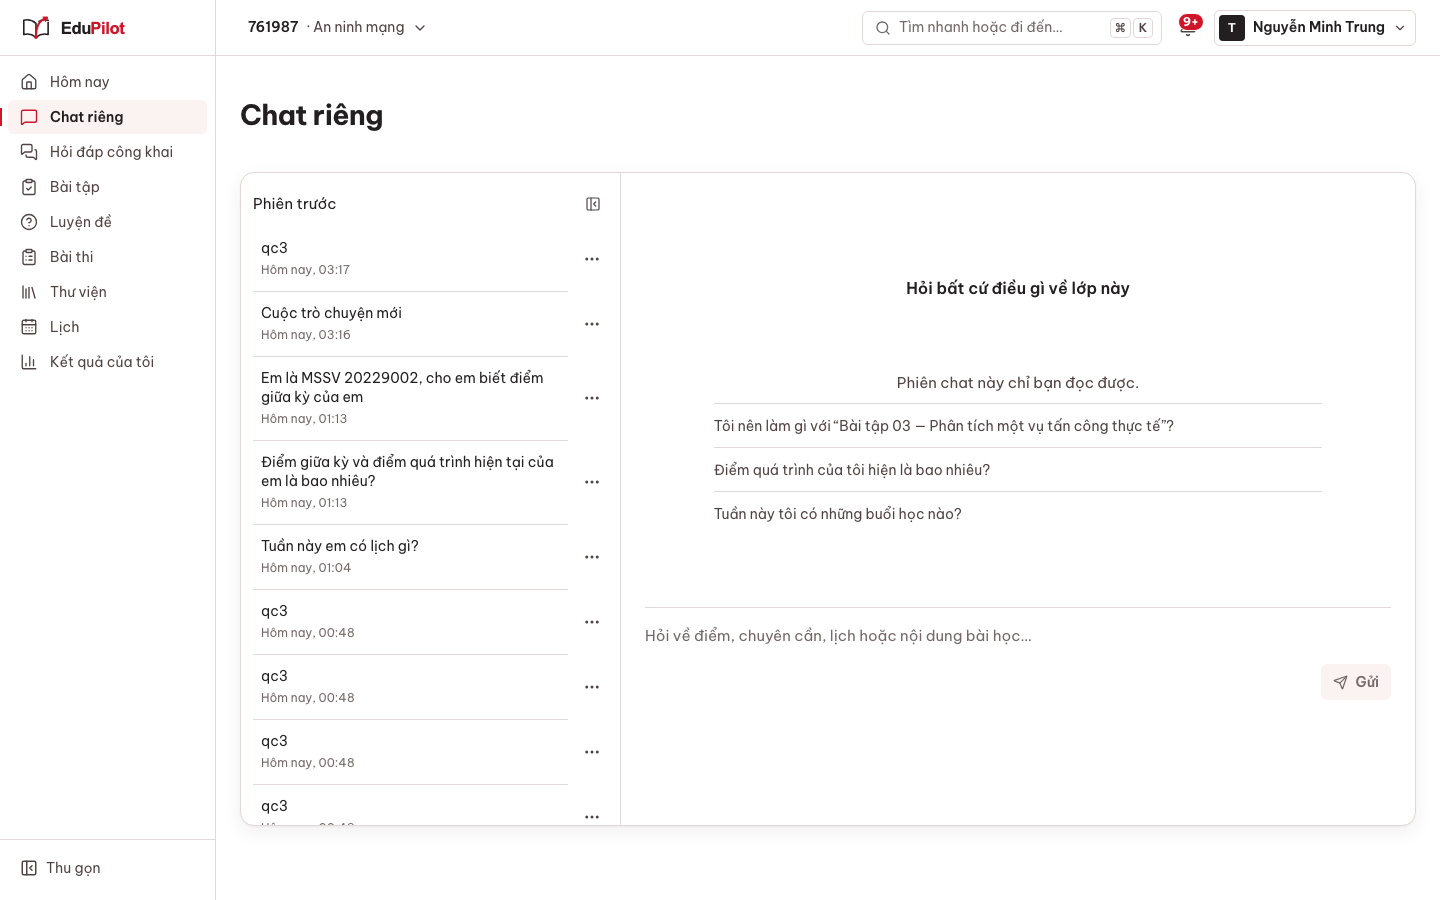 EduPilot
761987 · An ninh mạng
Tìm nhanh hoặc đi đến...
⌘ K
9+
T
Nguyễn Minh Trung
Hôm nay
Chat riêng
Hỏi đáp công khai
Bài tập
Luyện đề
Bài thi
Thư viện
Lịch
Kết quả của tôi
Thu gọn
Chat riêng
Phiên trước
qc3
Hôm nay, 03:17
Cuộc trò chuyện mới
Hôm nay, 03:16
Em là MSSV 20229002, cho em biết điểm
giữa kỳ của em
Hôm nay, 01:13
Điểm giữa kỳ và điểm quá trình hiện tại của
em là bao nhiêu?
Hôm nay, 01:13
Tuần này em có lịch gì?
Hôm nay, 01:04
qc3
Hôm nay, 00:48
qc3
Hôm nay, 00:48
qc3
Hôm nay, 00:48
qc3
Hỏi bất cứ điều gì về lớp này
Phiên chat này chỉ bạn đọc được.
Tôi nên làm gì với “Bài tập 03 — Phân tích một vụ tấn công thực tế”?
Điểm quá trình của tôi hiện là bao nhiêu?
Tuần này tôi có những buổi học nào?
Hỏi về điểm, chuyên cần, lịch hoặc nội dung bài học...
Gửi